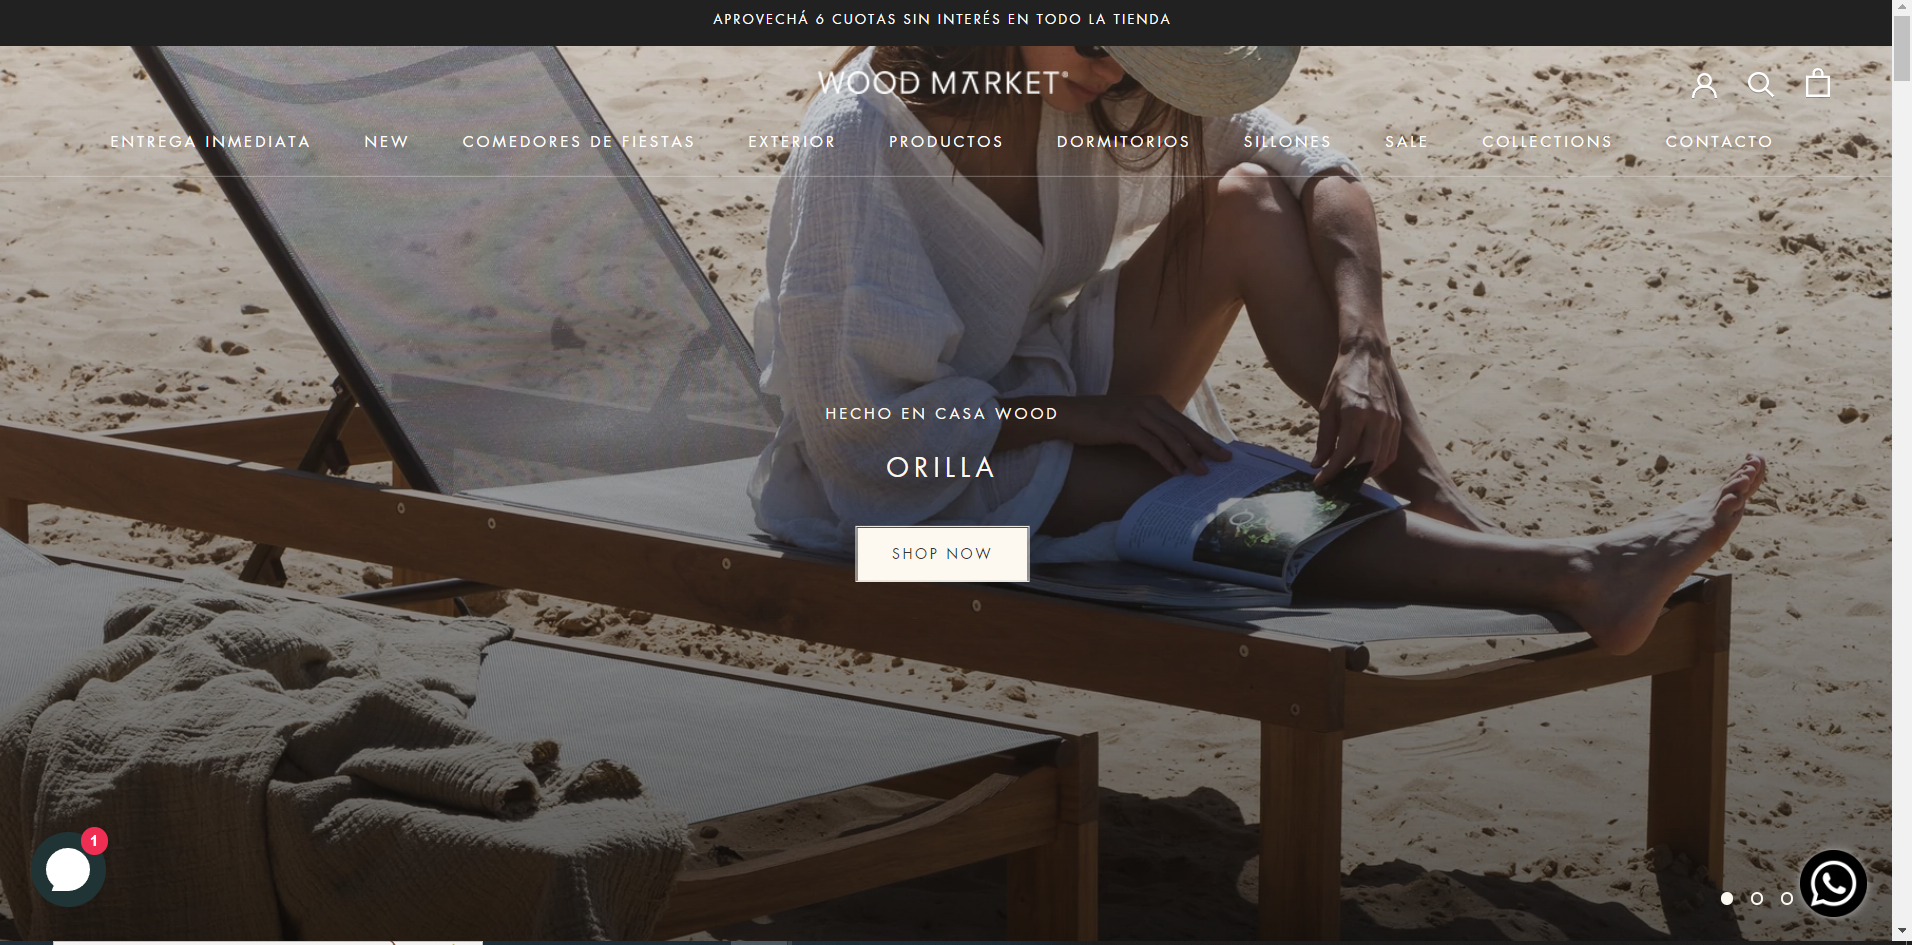 APROVECHÁ 6 CUOTAS SIN INTERÉS EN TODO LA TIENDA
WOOD MARKET®
ENTREGA INMEDIATA NEW COMEDORES DE FIESTAS EXTERIOR PRODUCTOS DORMITORIOS SILLONES SALE COLLECTIONS CONTACTO
HECHO EN CASA WOOD
ORILLA
SHOP NOW
1